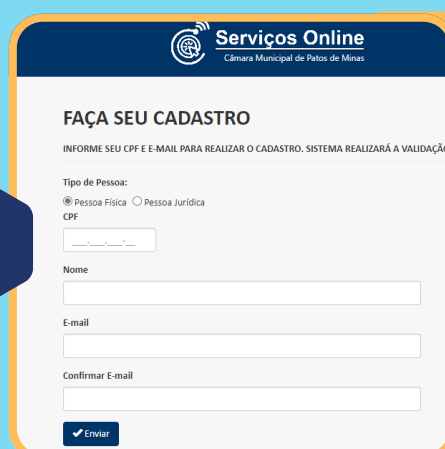 Serviços Online
Câmara Municipal de Patos de Minas
FAÇA SEU CADASTRO
INFORME SEU CPF E E-MAIL PARA REALIZAR O CADASTRO. SISTEMA REALIZARÁ A VALIDAÇÃO
Tipo de Pessoa:
Pessoa Física Pessoa Jurídica
CPF
___.___.___-__
Nome
E-mail
Confirmar E-mail
Enviar